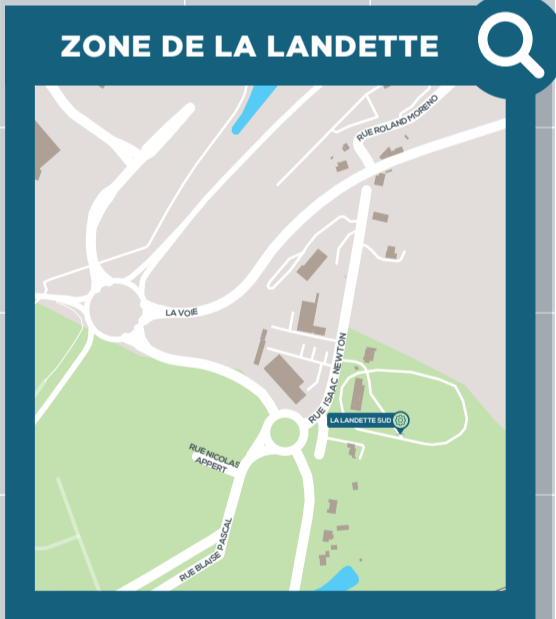 ZONE DE LA LANDETTE
RUE ROLAND MORENO
LA VOIE
RUE ISAAC NEWTON
LA LANDETTE SUD
RUE NICOLAS
APPERT
RUE BLAISE PASCAL